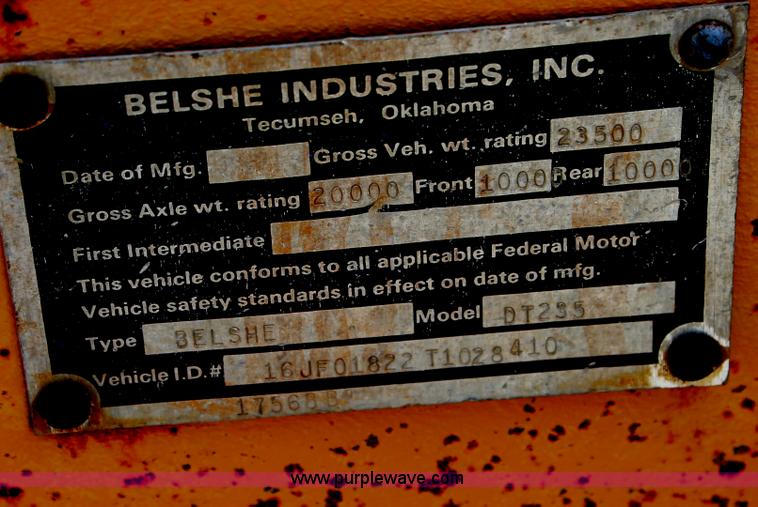 BELSHE INDUSTRIES, INC.
Tecumseh, Oklahoma
Date of Mfg. Gross Veh. wt. rating 23500
Gross Axle wt. rating 20000 Front 10000 Rear 10000
First Intermediate
This vehicle conforms to all applicable Federal Motor
Vehicle safety standards in effect on date of mfg.
Type BELSHE Model DT235
Vehicle I.D.# 16JF01822 T1028410
www.purplewave.com